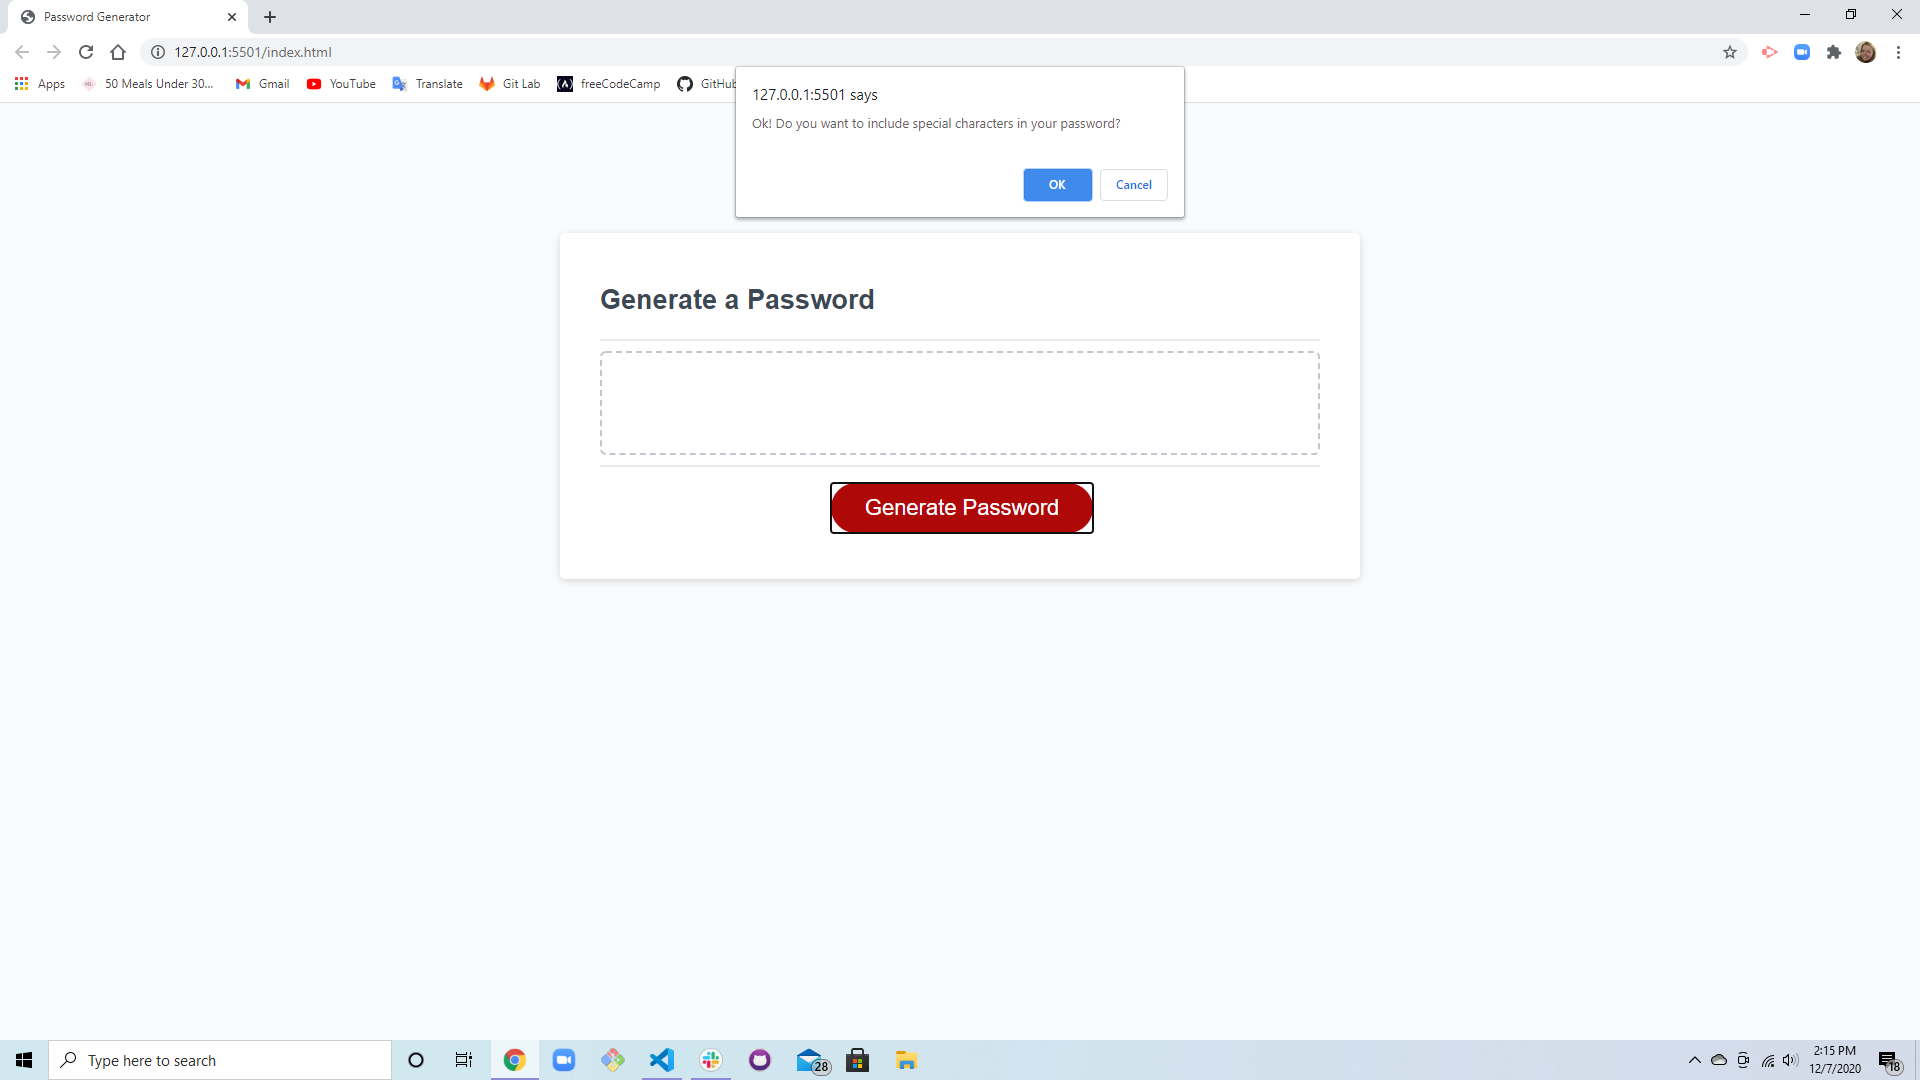 Password Generator
127.0.0.1:5501/index.html
Apps 50 Meals Under 30... Gmail YouTube Translate Git Lab freeCodeCamp GitHub
127.0.0.1:5501 says
Ok! Do you want to include special characters in your password?
OK Cancel
Generate a Password
Generate Password
Type here to search
28
2:15 PM
12/7/2020
18